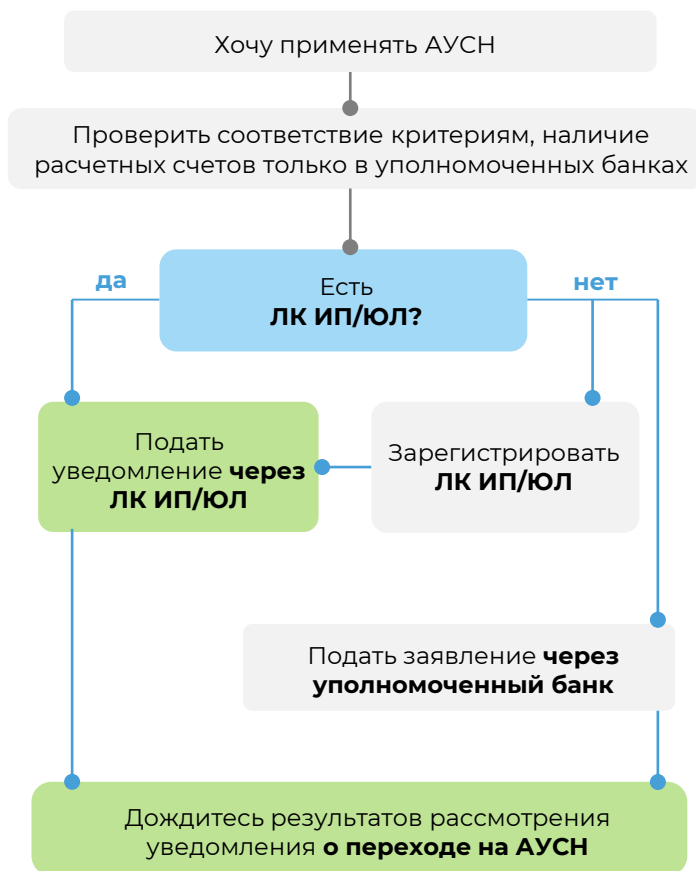 Хочу применять АУСН
Проверить соответствие критериям, наличие
расчетных счетов только в уполномоченных банках
да
Есть
ЛК ИП/ЮЛ?
нет
Подать
уведомление через
ЛК ИП/ЮЛ
Зарегистрировать
ЛК ИП/ЮЛ
Подать заявление через
уполномоченный банк
Дождитесь результатов рассмотрения
уведомления о переходе на АУСН